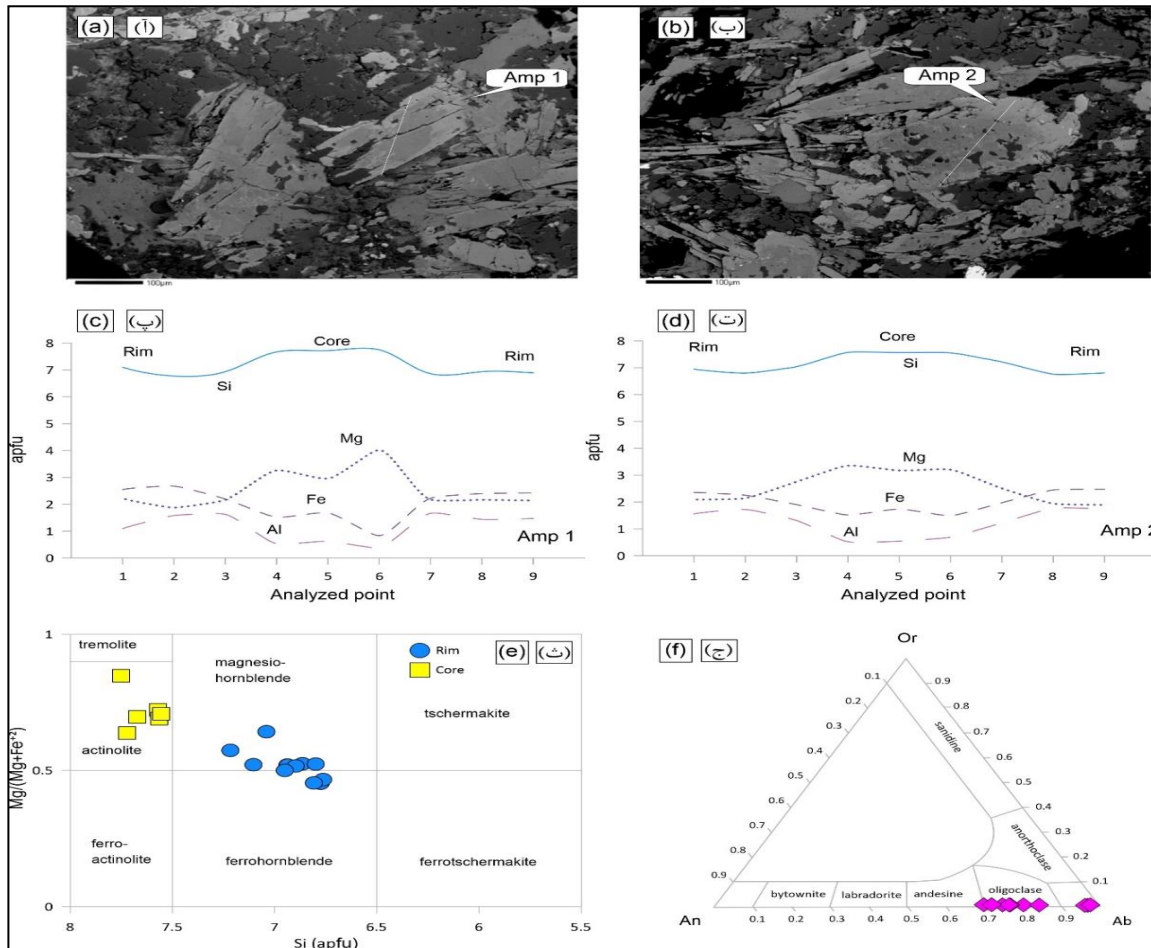 (a) (آ)
Amp 1
100μm
(b) (ب)
Amp 2
100μm
(c) (پ)
8
7
6
5
4
3
2
1
0
apfu
Rim
Core
Rim
Si
Mg
Fe
Al
Amp 1
1 2 3 4 5 6 7 8 9
Analyzed point
(d) (ت)
8
7
6
5
4
3
2
1
0
apfu
Rim
Core
Rim
Si
Mg
Fe
Al
Amp 2
1 2 3 4 5 6 7 8 9
Analyzed point
(e) (ث)
1
0.5
0
Mg/(Mg+Fe⁺²)
tremolite
Rim
Core
magnesio-
hornblende
tschermakite
actinolite
ferro-
actinolite
ferrohornblende
ferrotschermakite
8 7.5 7 6.5 6 5.5
Si (apfu)
(f) (ج)
Or
0.1
0.2
0.3
0.4
0.5
0.6
0.7
0.8
0.9
0.9
0.8
0.7
0.6
0.5
0.4
0.3
0.2
0.1
sanidine
anorthoclase
bytownite
labradorite
andesine
oligoclase
An
Ab
0.1 0.2 0.3 0.4 0.5 0.6 0.7 0.8 0.9